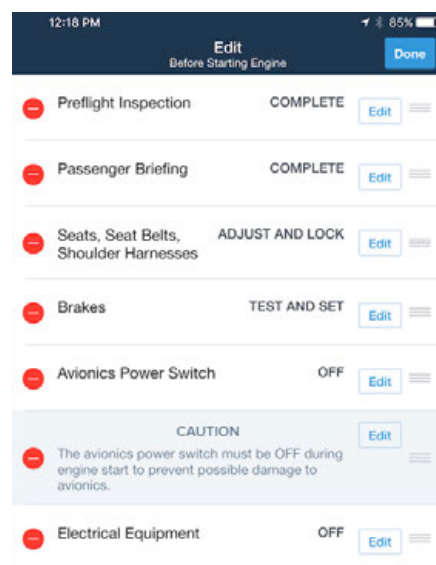 12:18 PM 85%
Edit
Before Starting Engine
Done
Preflight Inspection COMPLETE Edit
Passenger Briefing COMPLETE Edit
Seats, Seat Belts, ADJUST AND LOCK Edit
Shoulder Harnesses
Brakes TEST AND SET Edit
Avionics Power Switch OFF Edit
CAUTION Edit
The avionics power switch must be OFF during
engine start to prevent possible damage to
avionics.
Electrical Equipment OFF Edit